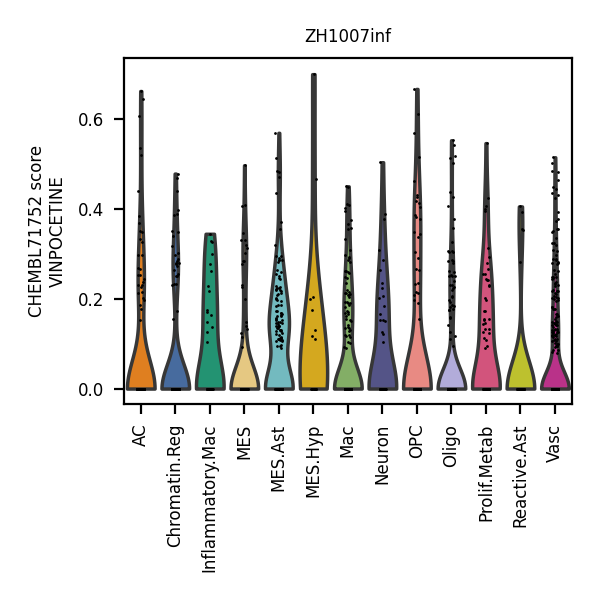 ZH1007inf
CHEMBL71752 score
VINPOCETINE
0.6
0.4
0.2
0.0
AC
Chromatin.Reg
Inflammatory.Mac
MES
MES.Ast
MES.Hyp
Mac
Neuron
OPC
Oligo
Prolif.Metab
Reactive.Ast
Vasc